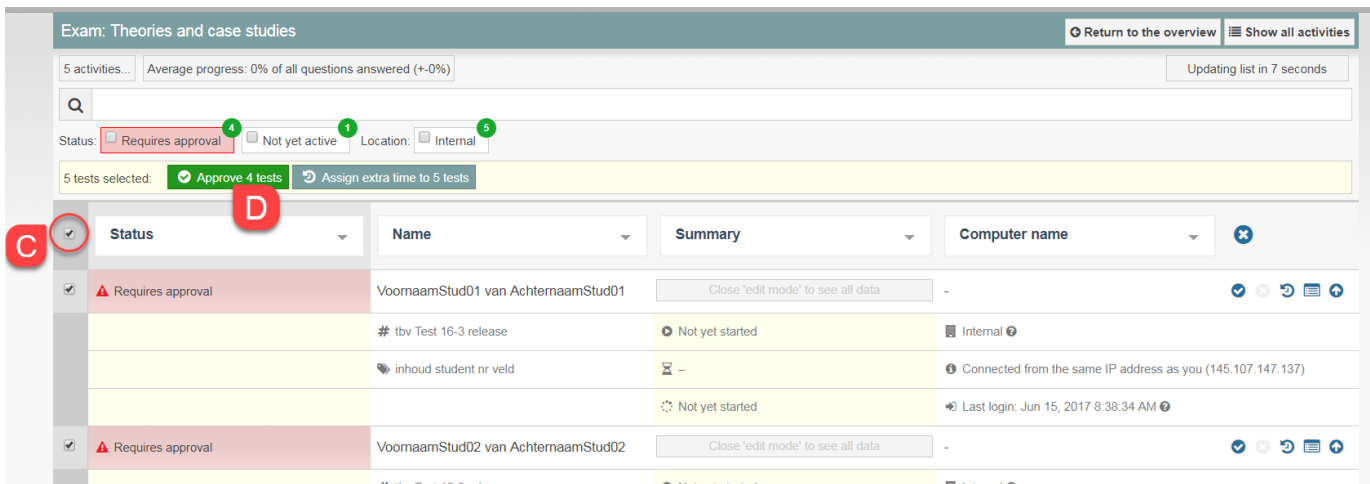 Exam: Theories and case studies Return to the overview Show all activities
5 activities... Average progress: 0% of all questions answered (+-0%) Updating list in 7 seconds
Status: Requires approval 4 Not yet active 1 Location: Internal 5
5 tests selected: Approve 4 tests Assign extra time to 5 tests
D
C Status Name Summary Computer name
Requires approval VoornaamStud01 van AchternaamStud01 Close 'edit mode' to see all data -
# tbv Test 16-3 release Not yet started Internal
inhoud student nr veld – Connected from the same IP address as you (145.107.147.137)
Not yet started Last login: Jun 15, 2017 8:38:34 AM
Requires approval VoornaamStud02 van AchternaamStud02 Close 'edit mode' to see all data -